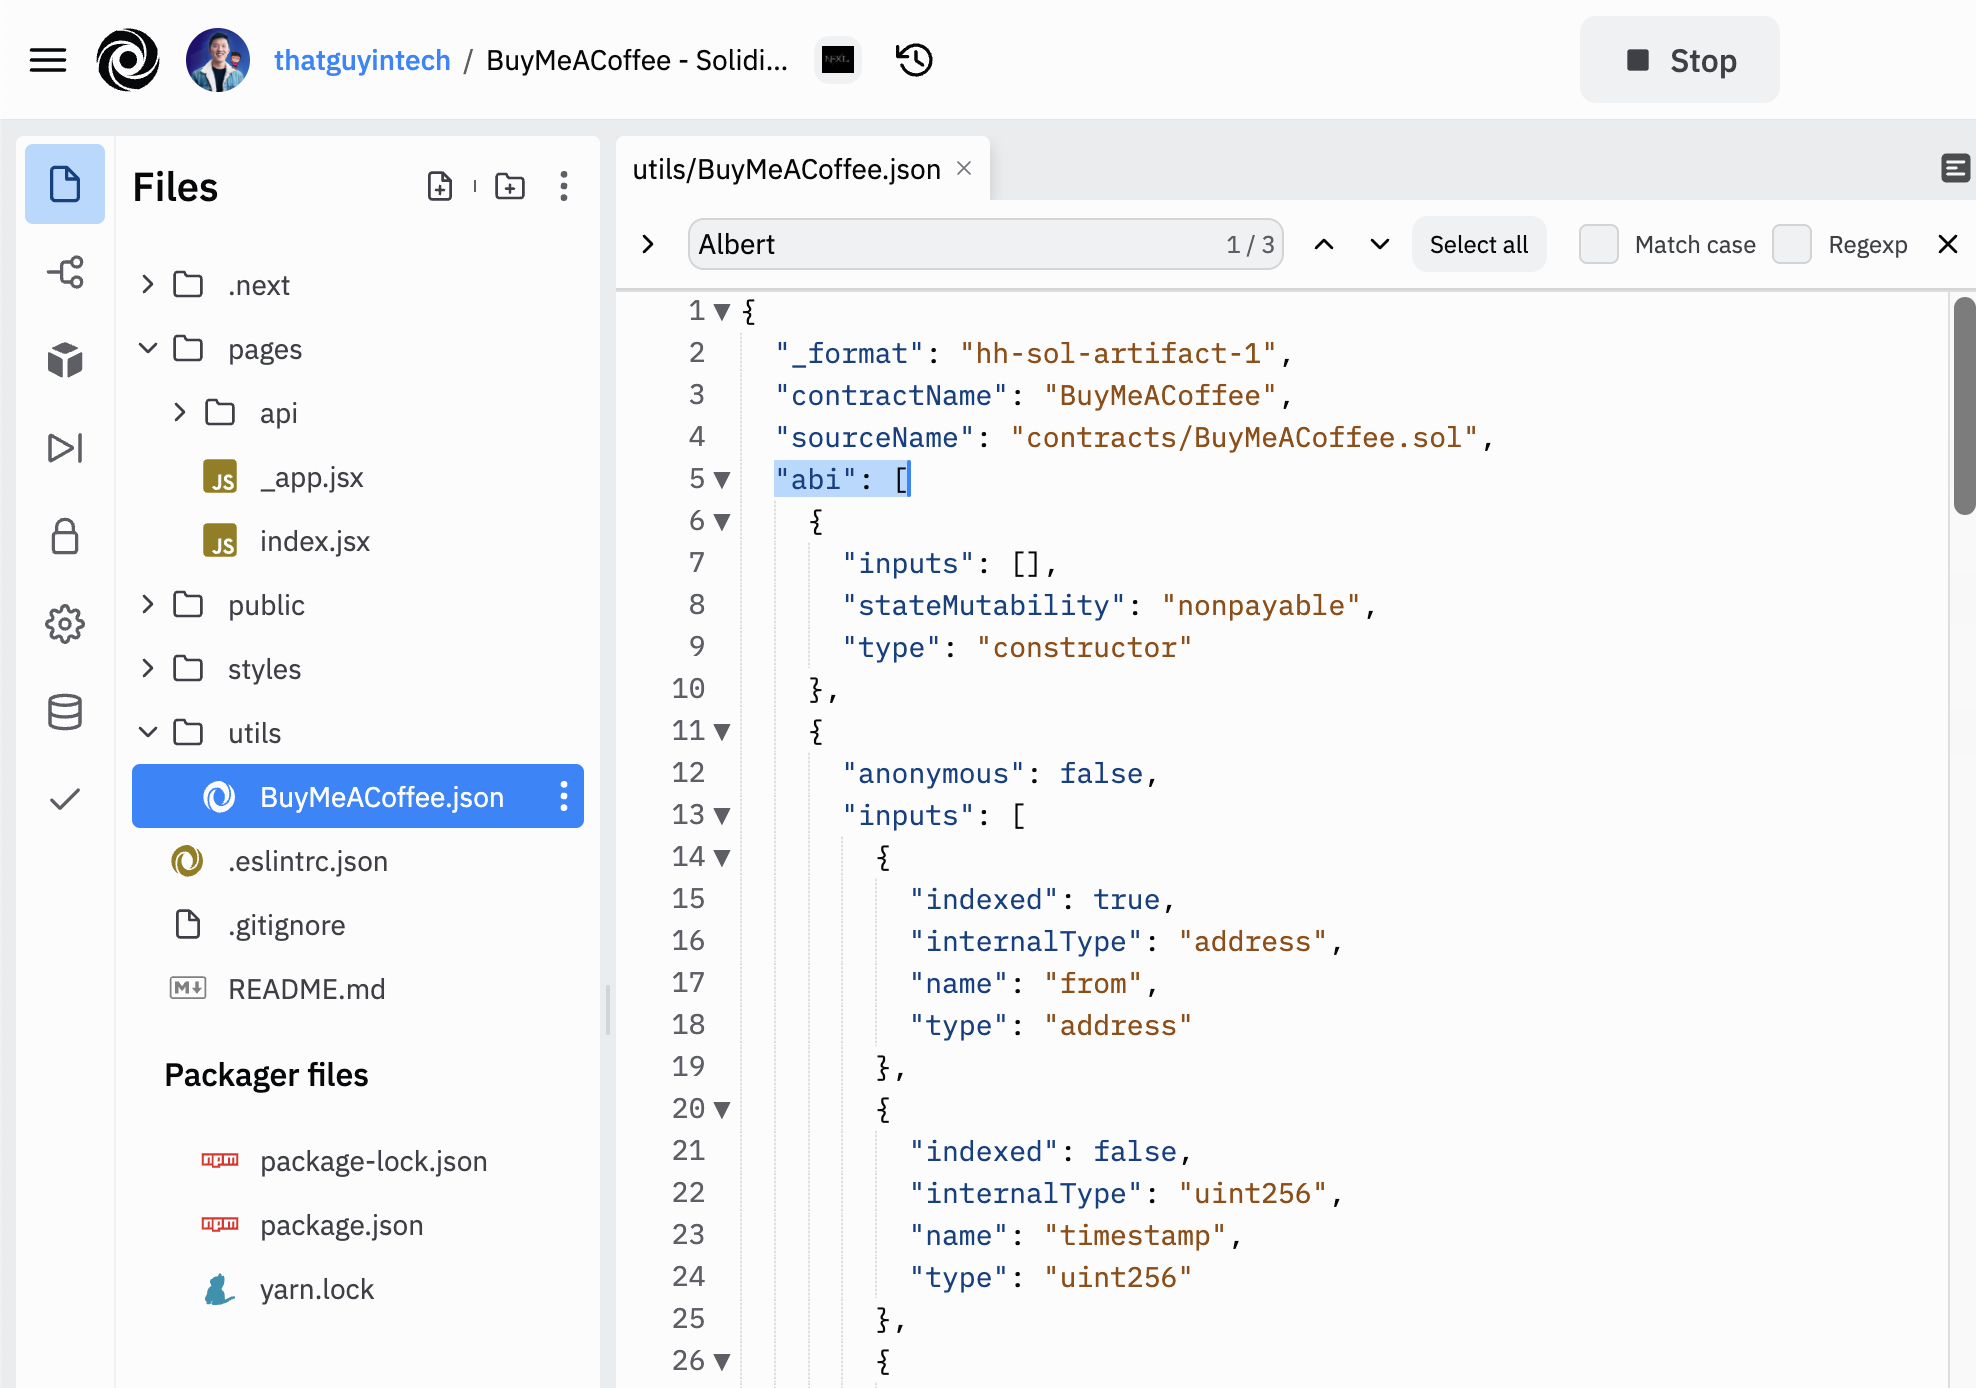 thatguyintech / BuyMeACoffee - Solidi...
NEXT.
Stop
Files
.next
pages
api
JS _app.jsx
JS index.jsx
public
styles
utils
BuyMeACoffee.json
.eslintrc.json
.gitignore
M README.md
Packager files
npm package-lock.json
npm package.json
yarn.lock
utils/BuyMeACoffee.json
Albert 1 / 3 Select all Match case Regexp
1 {
2 "_format": "hh-sol-artifact-1",
3 "contractName": "BuyMeACoffee",
4 "sourceName": "contracts/BuyMeACoffee.sol",
5 "abi": [
6 {
7 "inputs": [],
8 "stateMutability": "nonpayable",
9 "type": "constructor"
10 },
11 {
12 "anonymous": false,
13 "inputs": [
14 {
15 "indexed": true,
16 "internalType": "address",
17 "name": "from",
18 "type": "address"
19 },
20 {
21 "indexed": false,
22 "internalType": "uint256",
23 "name": "timestamp",
24 "type": "uint256"
25 },
26 {